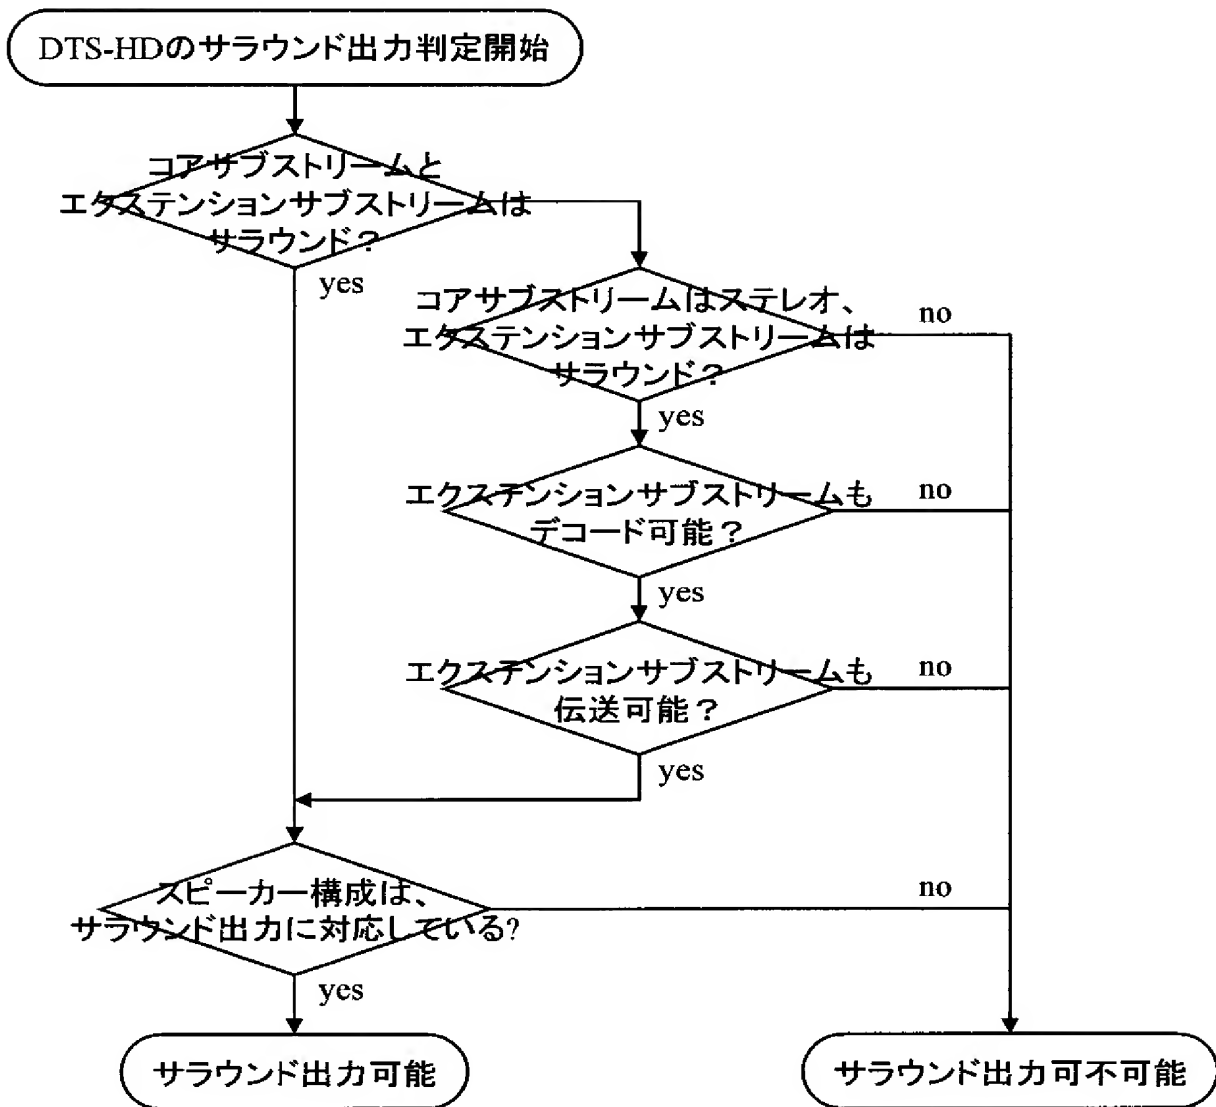 DTS-HDのサラウンド出力判定開始
コアサブストリームと
エクステンションサブストリームは
サラウンド？
yes
コアサブストリームはステレオ、
エクステンションサブストリームは
サラウンド？
no
yes
エクステンションサブストリームも
デコード可能？
no
yes
エクステンションサブストリームも
伝送可能？
no
yes
スピーカー構成は、
サラウンド出力に対応している?
no
yes
サラウンド出力可能
サラウンド出力可不可能